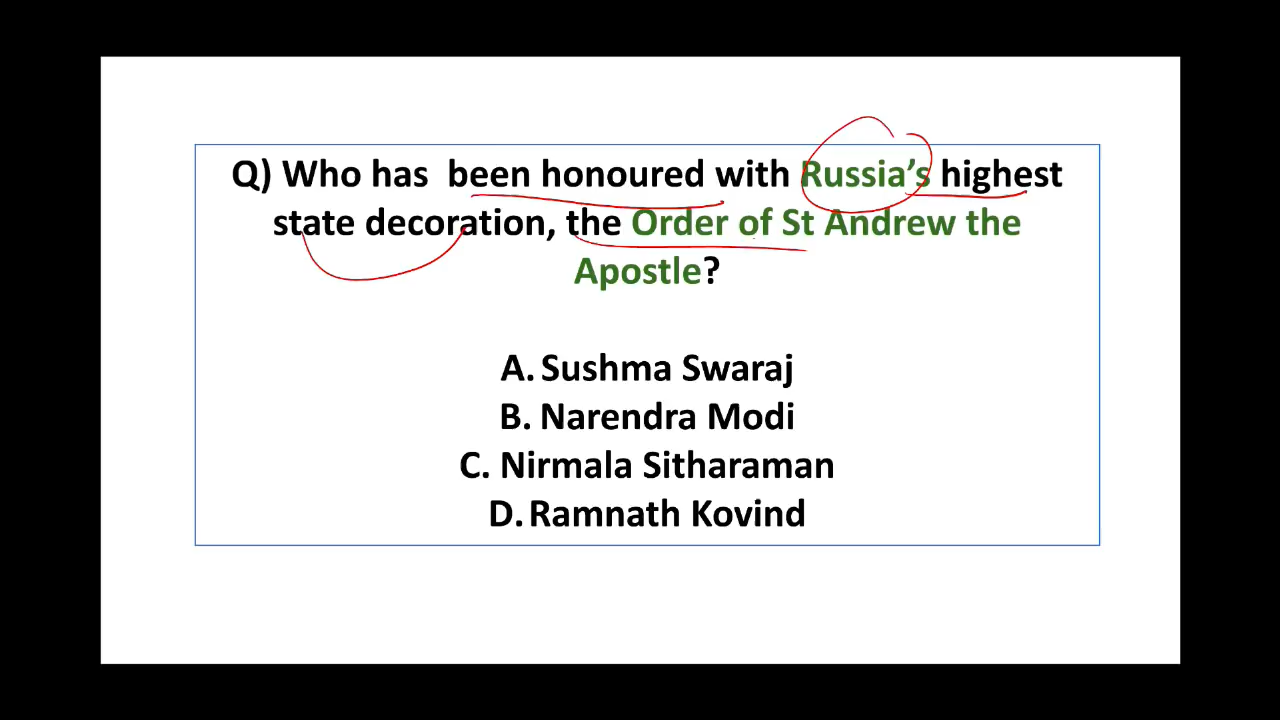 Q) Who has been honoured with Russia’s highest
state decoration, the Order of St Andrew the
Apostle?
A. Sushma Swaraj
B. Narendra Modi
C. Nirmala Sitharaman
D. Ramnath Kovind